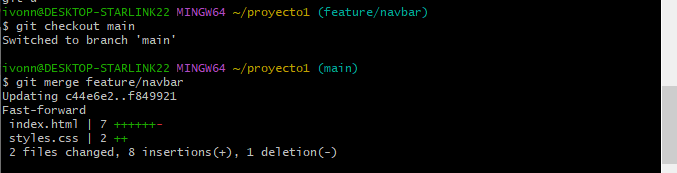 ivonn@DESKTOP-STARLINK22 MINGW64 ~/proyecto1 (feature/navbar)
$ git checkout main
Switched to branch 'main'

ivonn@DESKTOP-STARLINK22 MINGW64 ~/proyecto1 (main)
$ git merge feature/navbar
Updating c44e6e2..f849921
Fast-forward
 index.html | 7 ++++++-
 styles.css | 2 ++
 2 files changed, 8 insertions(+), 1 deletion(-)